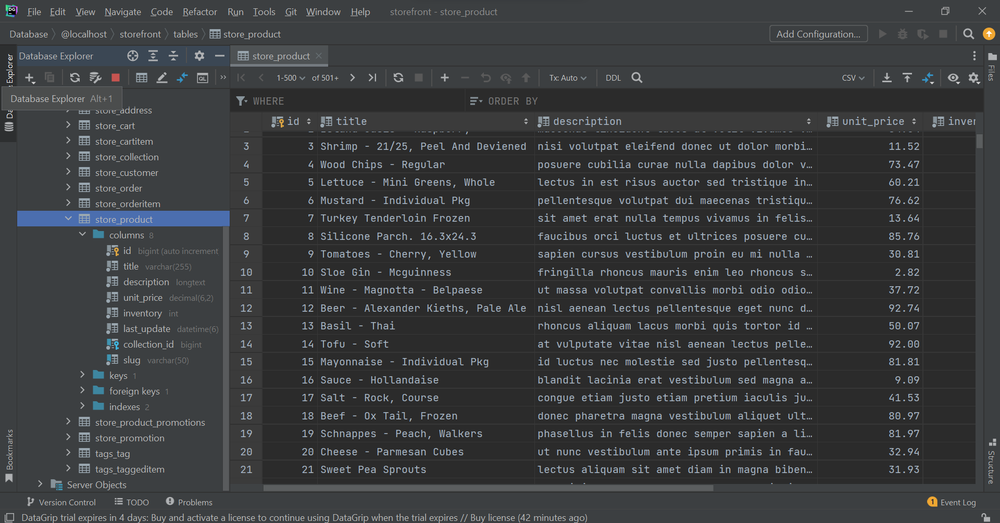 File Edit View Navigate Code Refactor Run Tools Git Window Help storefront - store_product
Database @localhost storefront tables store_product Add Configuration...
Database Explorer store_product
1-500 of 501+ Tx: Auto DDL CSV
Database Explorer Alt+1
WHERE ORDER BY
id title description unit_price
store_address
store_cart
store_cartitem
store_collection
store_customer
store_order
store_orderitem
store_product
columns 8
id bigint (auto increment
title varchar(255)
description longtext
unit_price decimal(6,2)
inventory int
last_update datetime(6)
collection_id bigint
slug varchar(50)
keys 1
foreign keys 1
indexes 2
store_product_promotions
store_promotion
tags_tag
tags_taggeditem
Server Objects
3 3 Shrimp - 21/25, Peel And Deviened nisi volutpat eleifend donec ut dolor morbi… 11.52
4 4 Wood Chips - Regular posuere cubilia curae nulla dapibus dolor v… 73.47
5 5 Lettuce - Mini Greens, Whole lectus in est risus auctor sed tristique in… 60.21
6 6 Mustard - Individual Pkg pellentesque volutpat dui maecenas tristiqu… 76.62
7 7 Turkey Tenderloin Frozen sit amet erat nulla tempus vivamus in felis… 13.64
8 8 Silicone Parch. 16.3x24.3 faucibus orci luctus et ultrices posuere cu… 85.76
9 9 Tomatoes - Cherry, Yellow sapien cursus vestibulum proin eu mi nulla … 30.81
10 10 Sloe Gin - Mcguinness fringilla rhoncus mauris enim leo rhoncus s… 2.82
11 11 Wine - Magnotta - Belpaese ut massa volutpat convallis morbi odio odio… 37.72
12 12 Beer - Alexander Kieths, Pale Ale nisl aenean lectus pellentesque eget nunc d… 92.74
13 13 Basil - Thai rhoncus aliquam lacus morbi quis tortor id … 50.07
14 14 Tofu - Soft at vulputate vitae nisl aenean lectus pelle… 92.00
15 15 Mayonnaise - Individual Pkg id luctus nec molestie sed justo pellentesq… 81.81
16 16 Sauce - Hollandaise blandit lacinia erat vestibulum sed magna a… 9.09
17 17 Salt - Rock, Course congue etiam justo etiam pretium iaculis ju… 41.53
18 18 Beef - Ox Tail, Frozen donec pharetra magna vestibulum aliquet ult… 80.97
19 19 Schnappes - Peach, Walkers phasellus in felis donec semper sapien a li… 81.97
20 20 Cheese - Parmesan Cubes ut nunc vestibulum ante ipsum primis in fau… 32.94
21 21 Sweet Pea Sprouts lectus aliquam sit amet diam in magna biben… 31.93
Bookmarks
Files
Structure
Version Control TODO Problems 1 Event Log
DataGrip trial expires in 4 days: Buy and activate a license to continue using DataGrip when the trial expires // Buy license (42 minutes ago)